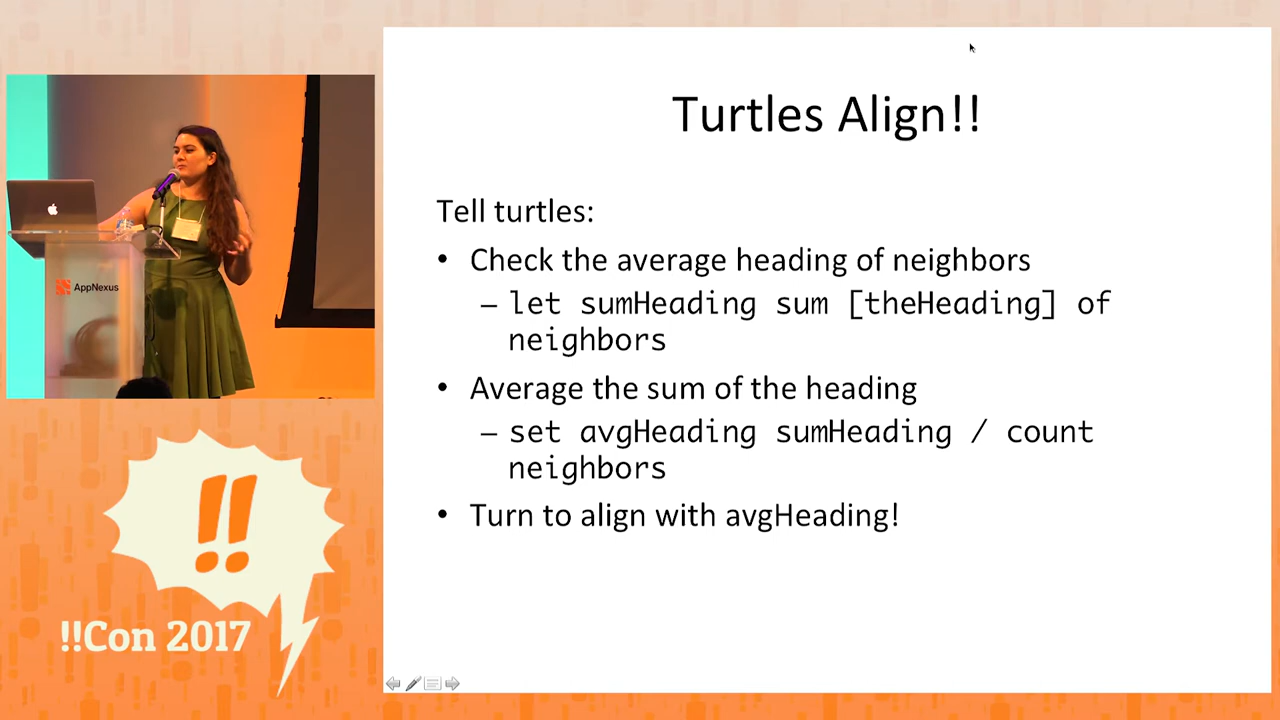 Turtles Align!!
Tell turtles:
• Check the average heading of neighbors
– let sumHeading sum [theHeading] of
neighbors
• Average the sum of the heading
– set avgHeading sumHeading / count
neighbors
• Turn to align with avgHeading!
AppNexus
!!
!!Con 2017